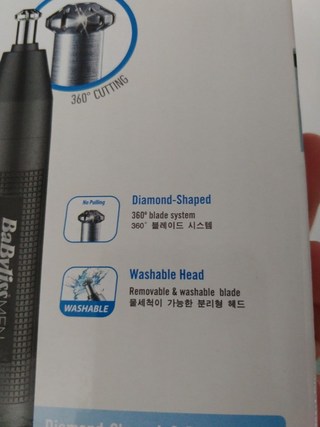 360° CUTTING
No Pulling
Diamond-Shaped
360° blade system
360˚ 블레이드 시스템
BaByliss MEN
Washable Head
Removable & washable blade
물세척이 가능한 분리형 헤드
WASHABLE